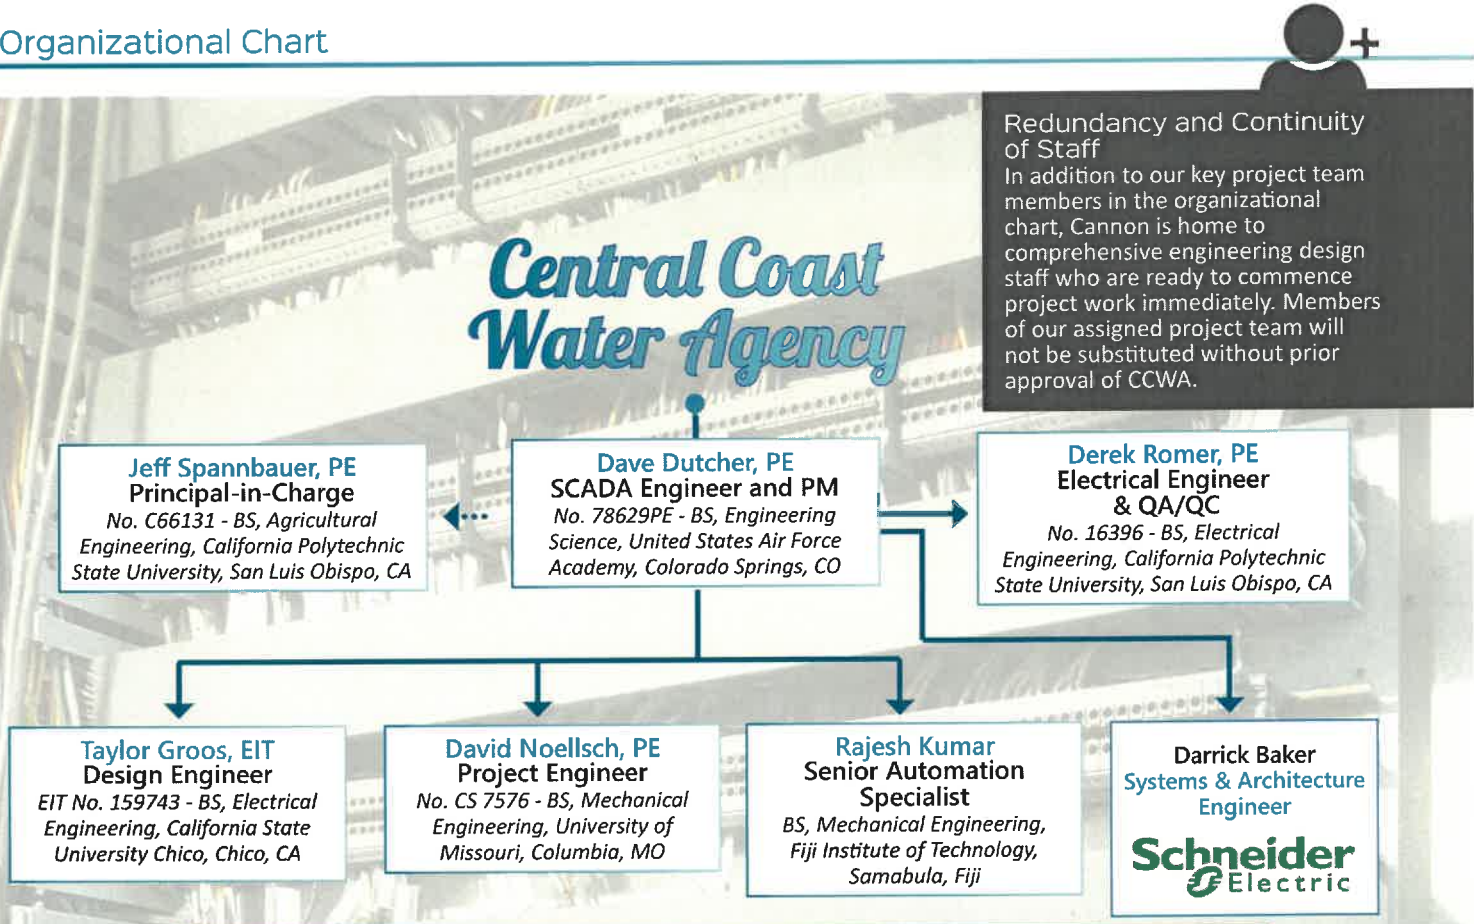 Organizational Chart
Redundancy and Continuity
of Staff
In addition to our key project team
members in the organizational
chart, Cannon is home to
comprehensive engineering design
staff who are ready to commence
project work immediately. Members
of our assigned project team will
not be substituted without prior
approval of CCWA.
Central Coast
Water Agency
Jeff Spannbauer, PE
Principal-in-Charge
No. C66131 - BS, Agricultural
Engineering, California Polytechnic
State University, San Luis Obispo, CA
Dave Dutcher, PE
SCADA Engineer and PM
No. 78629PE - BS, Engineering
Science, United States Air Force
Academy, Colorado Springs, CO
Derek Romer, PE
Electrical Engineer
& QA/QC
No. 16396 - BS, Electrical
Engineering, California Polytechnic
State University, San Luis Obispo, CA
Taylor Groos, EIT
Design Engineer
EIT No. 159743 - BS, Electrical
Engineering, California State
University Chico, Chico, CA
David Noellsch, PE
Project Engineer
No. CS 7576 - BS, Mechanical
Engineering, University of
Missouri, Columbia, MO
Rajesh Kumar
Senior Automation
Specialist
BS, Mechanical Engineering,
Fiji Institute of Technology,
Samabula, Fiji
Darrick Baker
Systems & Architecture
Engineer
Schneider
Electric